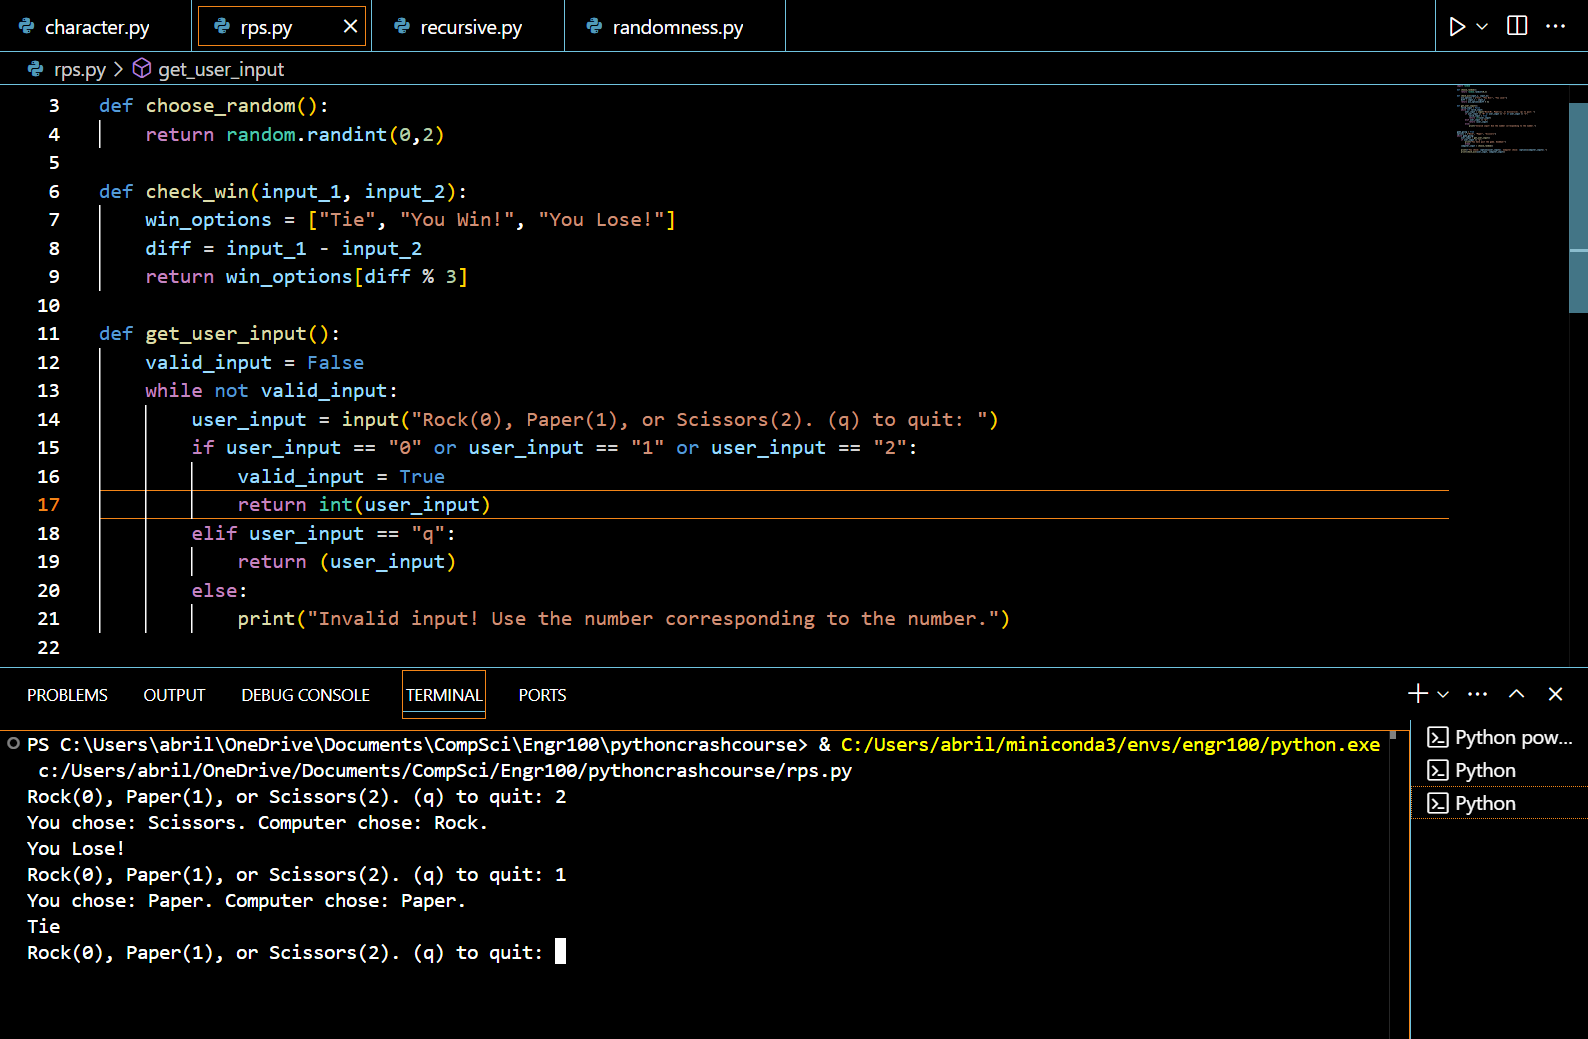 character.py rps.py recursive.py randomness.py
rps.py > get_user_input
3 def choose_random():
4 return random.randint(0,2)
5
6 def check_win(input_1, input_2):
7 win_options = ["Tie", "You Win!", "You Lose!"]
8 diff = input_1 - input_2
9 return win_options[diff % 3]
10
11 def get_user_input():
12 valid_input = False
13 while not valid_input:
14 user_input = input("Rock(0), Paper(1), or Scissors(2). (q) to quit: ")
15 if user_input == "0" or user_input == "1" or user_input == "2":
16 valid_input = True
17 return int(user_input)
18 elif user_input == "q":
19 return (user_input)
20 else:
21 print("Invalid input! Use the number corresponding to the number.")
22
PROBLEMS OUTPUT DEBUG CONSOLE TERMINAL PORTS
PS C:\Users\abril\OneDrive\Documents\CompSci\Engr100\pythoncrashcourse> & C:/Users/abril/miniconda3/envs/engr100/python.exe
c:/Users/abril/OneDrive/Documents/CompSci/Engr100/pythoncrashcourse/rps.py
Rock(0), Paper(1), or Scissors(2). (q) to quit: 2
You chose: Scissors. Computer chose: Rock.
You Lose!
Rock(0), Paper(1), or Scissors(2). (q) to quit: 1
You chose: Paper. Computer chose: Paper.
Tie
Rock(0), Paper(1), or Scissors(2). (q) to quit:
Python pow...
Python
Python